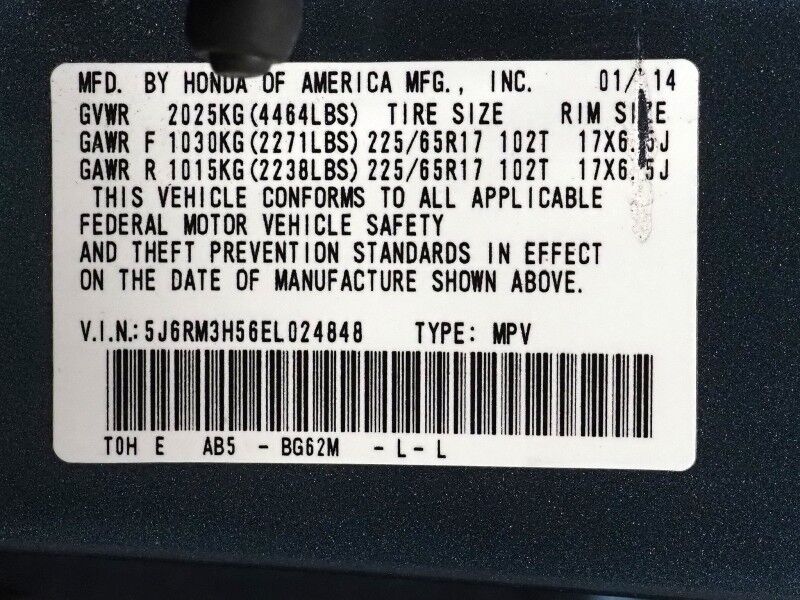 MFD. BY HONDA OF AMERICA MFG., INC. 01/14
GVWR 2025KG(4464LBS) TIRE SIZE RIM SIZE
GAWR F 1030KG(2271LBS) 225/65R17 102T 17X6.5J
GAWR R 1015KG(2238LBS) 225/65R17 102T 17X6.5J
THIS VEHICLE CONFORMS TO ALL APPLICABLE
FEDERAL MOTOR VEHICLE SAFETY
AND THEFT PREVENTION STANDARDS IN EFFECT
ON THE DATE OF MANUFACTURE SHOWN ABOVE.
V.I.N.: 5J6RM3H56EL024848 TYPE: MPV
TOH E AB5 - BG62M - L - L